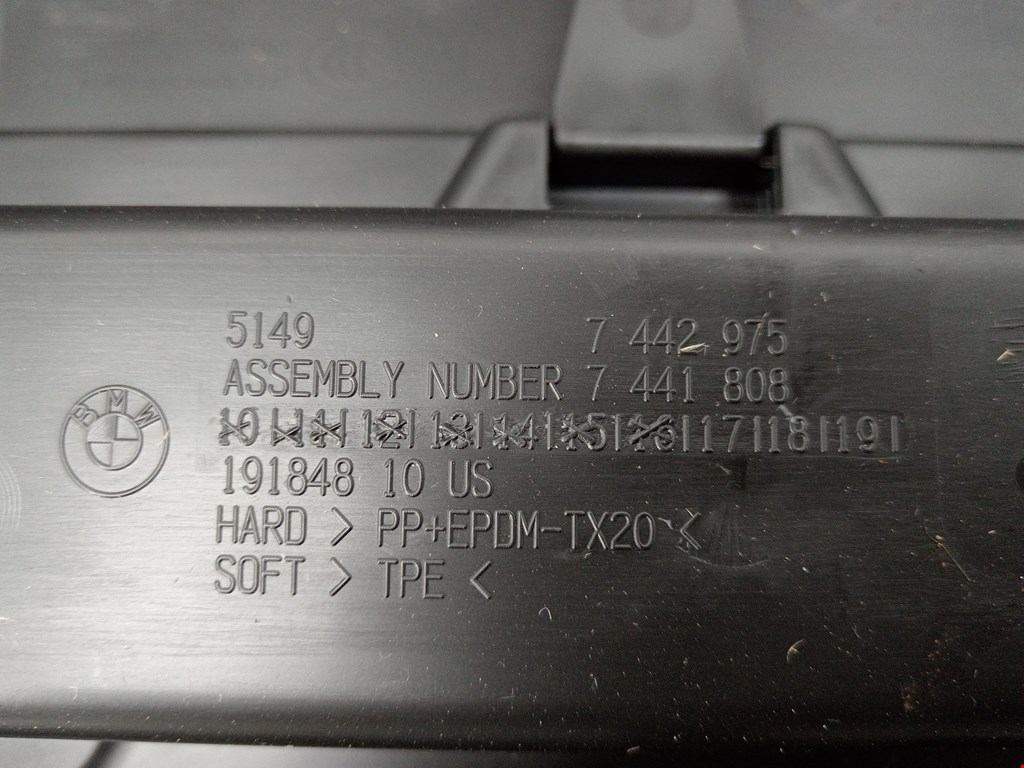 5149 7 442 975
ASSEMBLY NUMBER 7 441 808
BMW
10|11|12|13|14|15|16|17|18|19|
191848 10 US
HARD > PP+EPDM-TX20 <
SOFT > TPE <